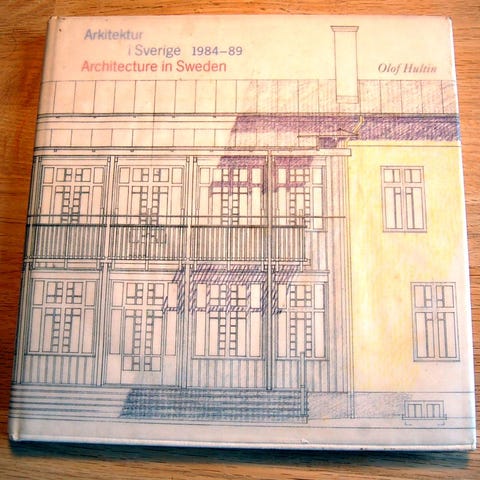 Arkitektur
i Sverige 1984–89
Architecture in Sweden
Olof Hultin